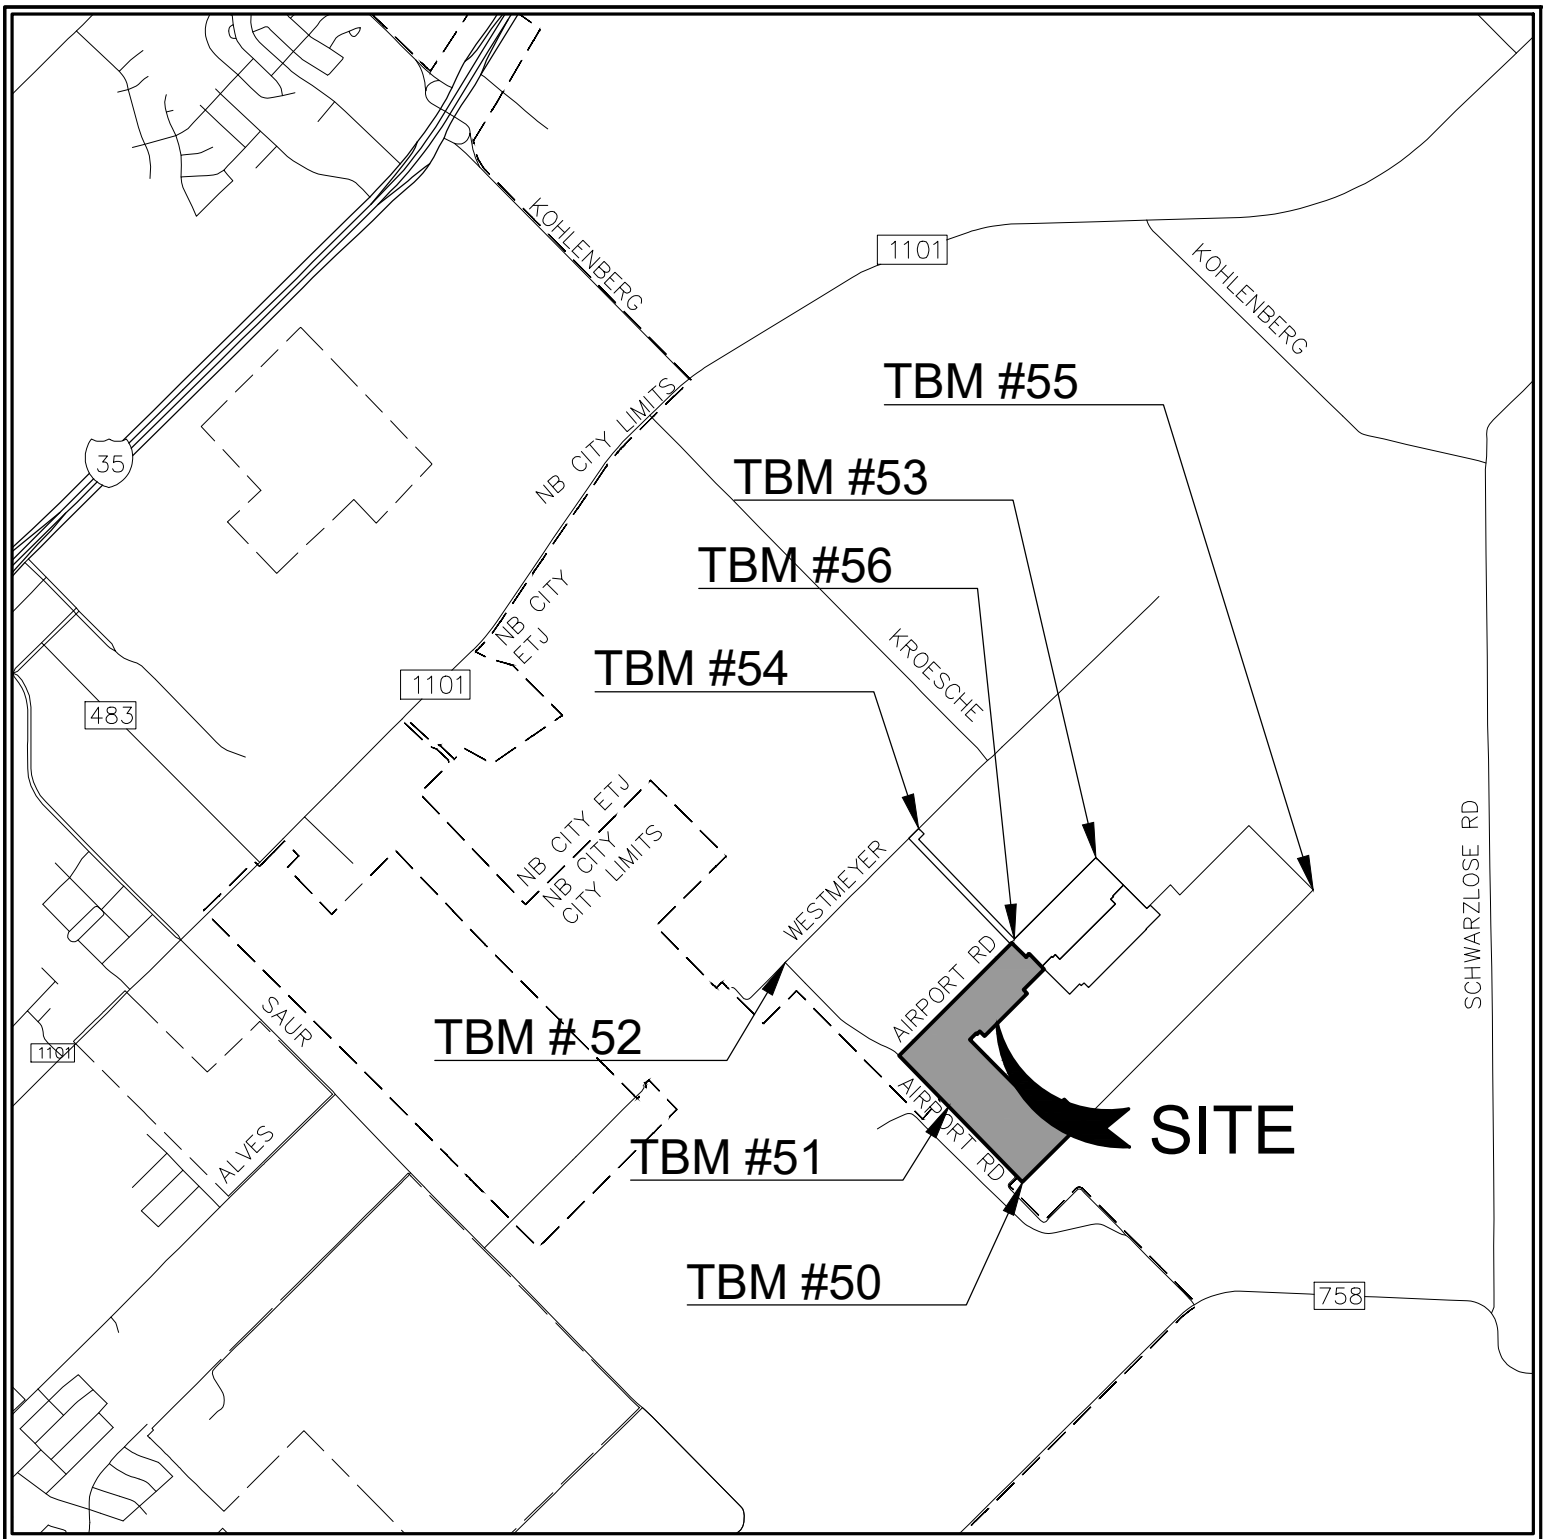 KOHLENBERG
1101
KOHLENBERG
TBM #55
NB CITY LIMITS
35
TBM #53
TBM #56
NB CITY
ETJ
KROESCHE
TBM #54
1101
483
NB CITY ETJ
NB CITY
CITY LIMITS
WESTMEYER
SCHWARZLOSE RD
AIRPORT RD
SAUR
TBM # 52
1101
AIRPORT RD
SITE
ALVES
TBM #51
TBM #50
758